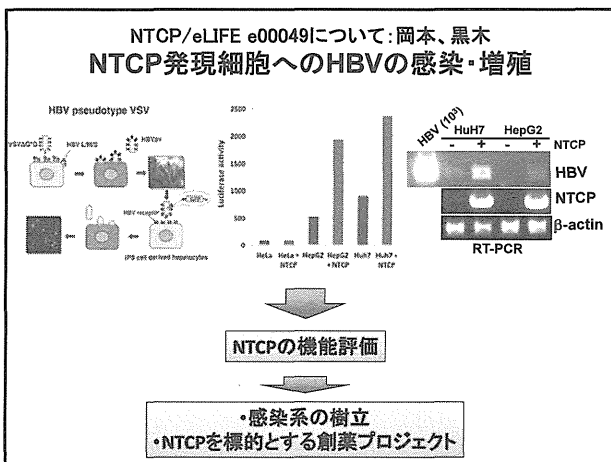 NTCP/eLIFE e00049について:岡本、黒木
NTCP発現細胞へのHBVの感染・増殖
HBV pseudotype VSV
VSVΔG*G
HBV L/M/S
HBVpv
HBV receptor
iPS cell derived hepatocytes
Luciferase activity
2500
2000
1500
1000
500
0
HeLa
HeLa + NTCP
HepG2
HepG2 + NTCP
Huh7
Huh7 + NTCP
HBV (10³)
HuH7 HepG2
- + - + NTCP
HBV
NTCP
β-actin
RT-PCR
NTCPの機能評価
・感染系の樹立
・NTCPを標的とする創薬プロジェクト